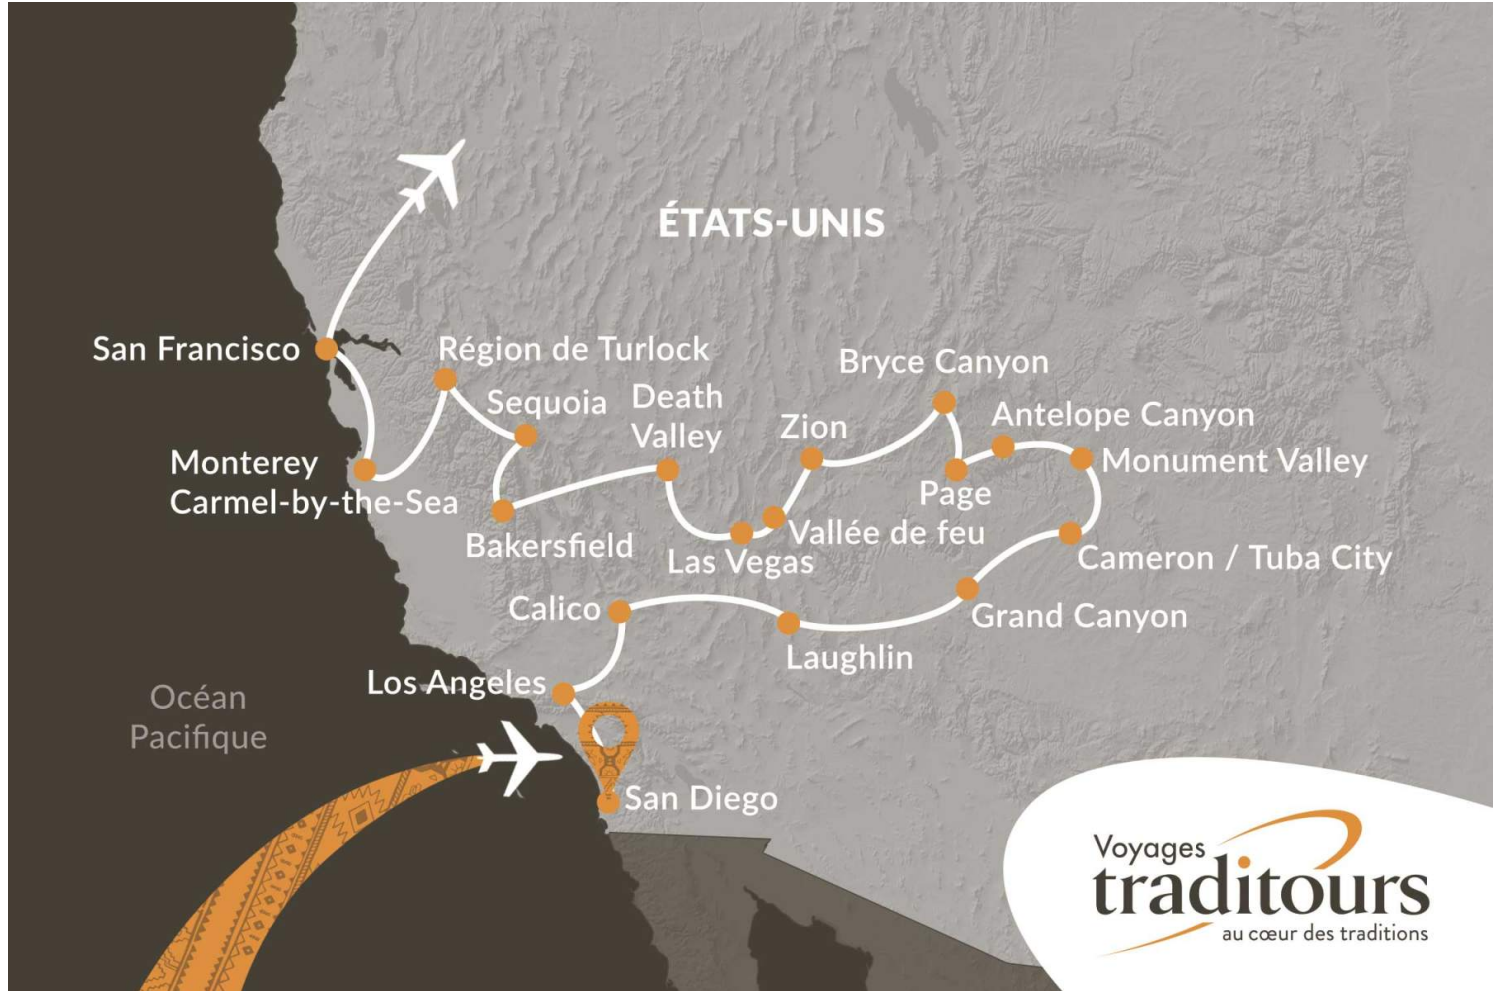 ÉTATS-UNIS
San Francisco
Région de Turlock
Bryce Canyon
Sequoia
Death
Valley
Zion
Antelope Canyon
Monterey
Carmel-by-the-Sea
Monument Valley
Page
Bakersfield
Las Vegas
Vallée de feu
Cameron / Tuba City
Calico
Grand Canyon
Laughlin
Los Angeles
Océan
Pacifique
San Diego
Voyages
traditours
au cœur des traditions